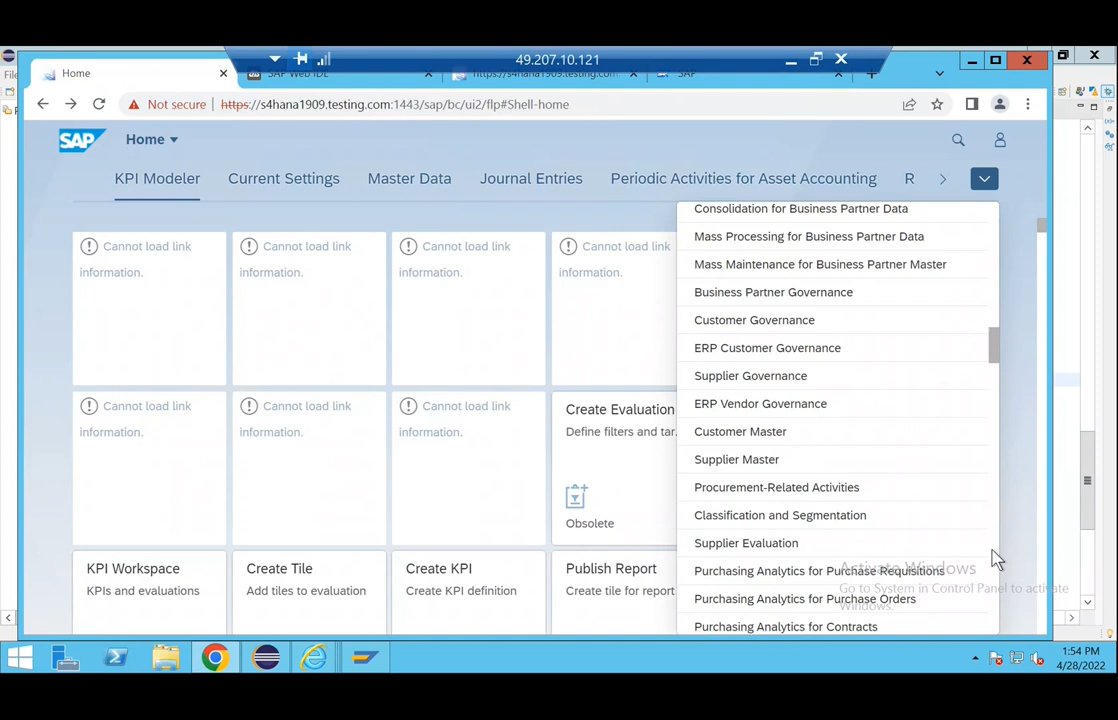 49.207.10.121
Home
SAP Web IDE
https://s4hana1909.testing.com
SAP
File
Not secure
https://s4hana1909.testing.com:1443/sap/bc/ui2/flp#Shell-home
SAP
Home
KPI Modeler
Current Settings
Master Data
Journal Entries
Periodic Activities for Asset Accounting
R
Cannot load link
information.
Cannot load link
information.
Cannot load link
information.
Cannot load link
information.
Cannot load link
information.
Cannot load link
information.
Cannot load link
information.
Create Evaluation
Define filters and tar...
Obsolete
KPI Workspace
KPIs and evaluations
Create Tile
Add tiles to evaluation
Create KPI
Create KPI definition
Publish Report
Create tile for report
Consolidation for Business Partner Data
Mass Processing for Business Partner Data
Mass Maintenance for Business Partner Master
Business Partner Governance
Customer Governance
ERP Customer Governance
Supplier Governance
ERP Vendor Governance
Customer Master
Supplier Master
Procurement-Related Activities
Classification and Segmentation
Supplier Evaluation
Purchasing Analytics for Purchase Requisitions
Purchasing Analytics for Purchase Orders
Purchasing Analytics for Contracts
Activate Windows
Go to System in Control Panel to activate
Windows.
1:54 PM
4/28/2022